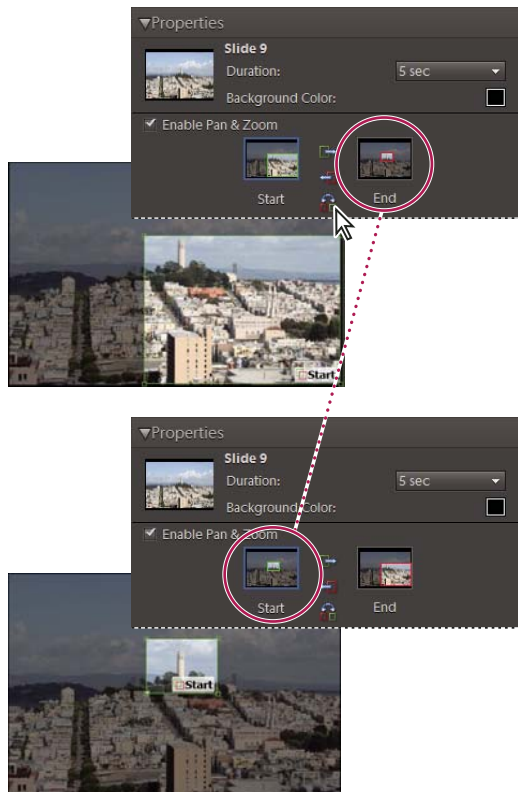 Properties
Slide 9
Duration:
5 sec
Background Color:
Enable Pan & Zoom
Start
End
Start
Properties
Slide 9
Duration:
5 sec
Background Color:
Enable Pan & Zoom
Start
End
Start